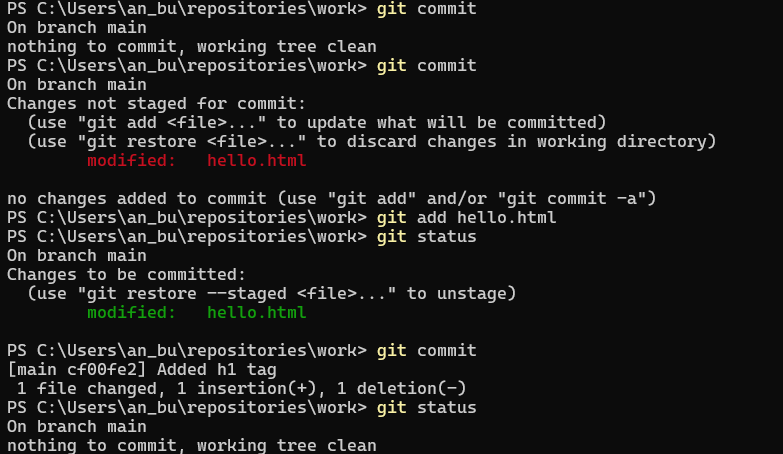 PS C:\Users\an_bu\repositories\work> git commit
On branch main
nothing to commit, working tree clean
PS C:\Users\an_bu\repositories\work> git commit
On branch main
Changes not staged for commit:
  (use "git add <file>..." to update what will be committed)
  (use "git restore <file>..." to discard changes in working directory)
        modified:   hello.html

no changes added to commit (use "git add" and/or "git commit -a")
PS C:\Users\an_bu\repositories\work> git add hello.html
PS C:\Users\an_bu\repositories\work> git status
On branch main
Changes to be committed:
  (use "git restore --staged <file>..." to unstage)
        modified:   hello.html

PS C:\Users\an_bu\repositories\work> git commit
[main cf00fe2] Added h1 tag
 1 file changed, 1 insertion(+), 1 deletion(-)
PS C:\Users\an_bu\repositories\work> git status
On branch main
nothing to commit, working tree clean